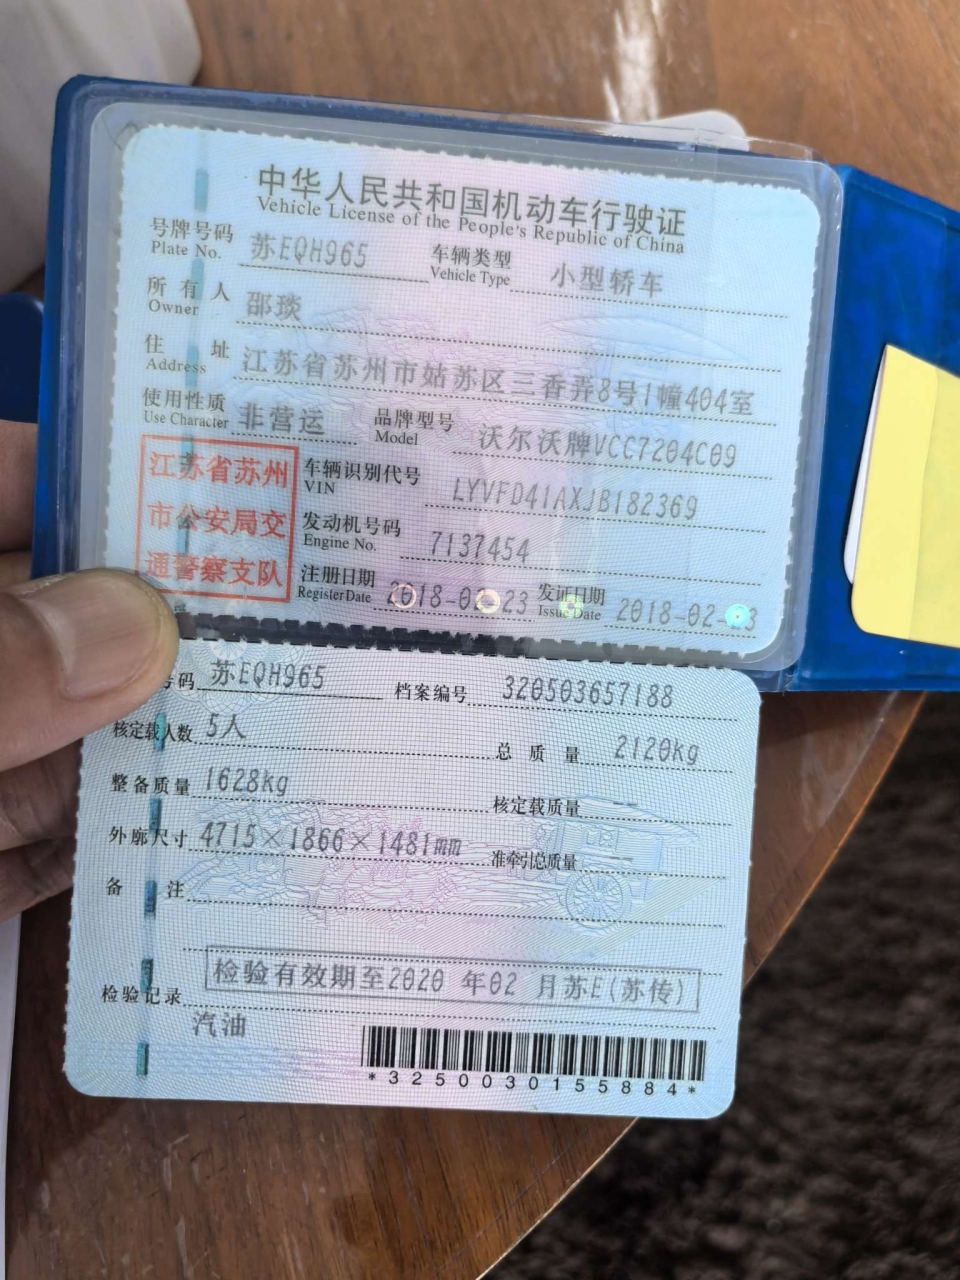 中华人民共和国机动车行驶证
Vehicle License of the People's Republic of China
号牌号码 苏EQH965 车辆类型 小型轿车
Plate No. Vehicle Type
所有人 邵琰
Owner
住址 江苏省苏州市姑苏区三香弄8号1幢404室
Address
使用性质 非营运 品牌型号 沃尔沃牌VCC7204C09
Use Character Model
江苏省苏州
市公安局交
通警察支队
车辆识别代号 LYVFD41AXJB182369
VIN
发动机号码 7137454
Engine No.
注册日期 2018-02-23 发证日期 2018-02-23
Register Date Issue Date
号码 苏EQH965 档案编号 320503657188
核定载人数 5人 总质量 2120kg
整备质量 1628kg 核定载质量 --
外廓尺寸 4715×1866×1481mm 准牵引总质量 --
备注
检验有效期至2020 年02 月苏E(苏传)
检验记录
汽油
*3250030155884*